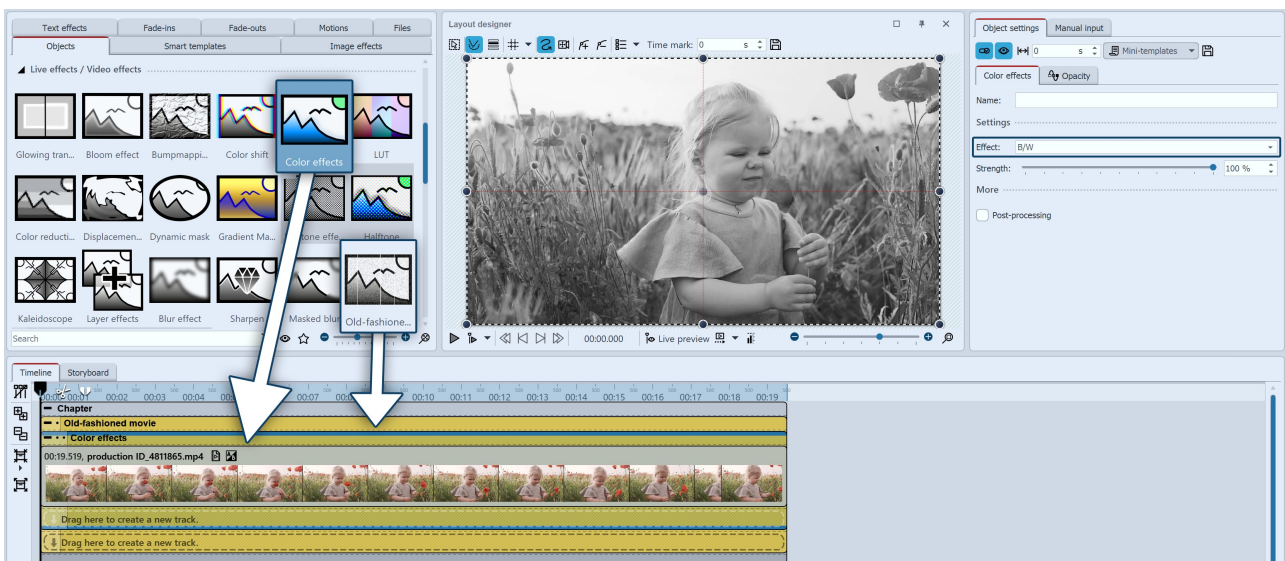 Text effects
Fade-ins
Fade-outs
Motions
Files
Objects
Smart templates
Image effects
Live effects / Video effects
Glowing tran...
Bloom effect
Bumpmappi...
Color shift
Color effects
LUT
Color reducti...
Displacemen...
Dynamic mask
Gradient Ma...
tone effe...
Halftone
Kaleidoscope
Layer effects
Blur effect
Sharpen
Masked blur
Old-fashione...
Search
Layout designer
Time mark: 0 s
00:00.000
Live preview
Object settings
Manual input
0 s
Mini-templates
Color effects
Opacity
Name:
Settings
Effect: B/W
Strength: 100 %
More
Post-processing
Timeline
Storyboard
00:01 00:02 00:03 00:04 00:07 00:10 00:11 00:12 00:13 00:14 00:15 00:16 00:17 00:18 00:19
Chapter
Old-fashioned movie
Color effects
00:19.519, production ID_4811865.mp4
Drag here to create a new track.
Drag here to create a new track.